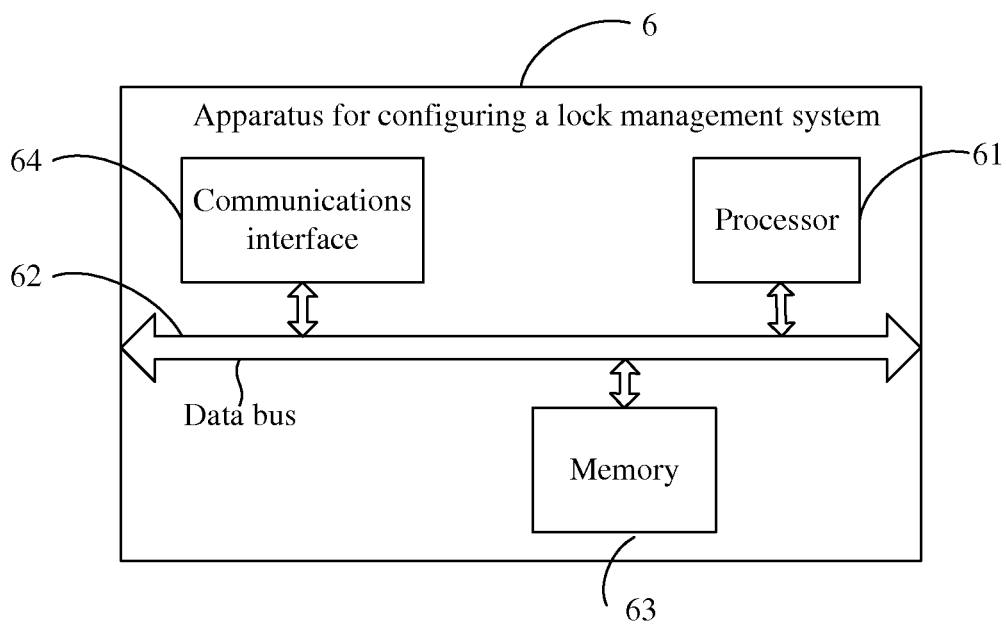 6
Apparatus for configuring a lock management system
64
61
Communications
interface
Processor
62
Data bus
Memory
63